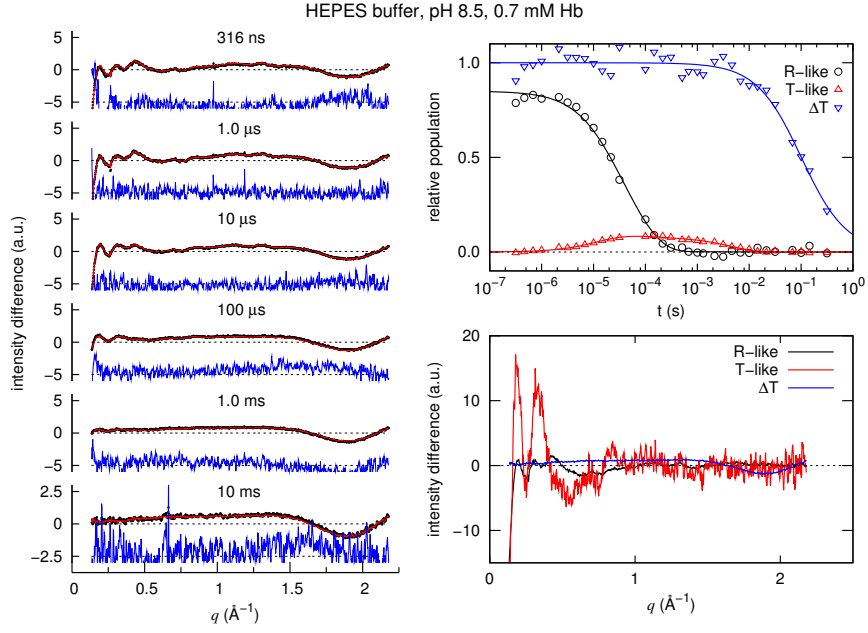 HEPES buffer, pH 8.5, 0.7 mM Hb
intensity difference (a.u.)
5
0
−5
316 ns
5
0
−5
1.0 μs
5
0
−5
10 μs
5
0
−5
100 μs
5
0
−5
1.0 ms
2.5
0
−2.5
10 ms
0 0.5 1 1.5 2
q (Å⁻¹)
relative population
1.0
0.5
0.0
R−like
T−like
ΔT
10⁻⁷ 10⁻⁶ 10⁻⁵ 10⁻⁴ 10⁻³ 10⁻² 10⁻¹ 10⁰
t (s)
intensity difference (a.u.)
20
10
0
−10
R−like
T−like
ΔT
0 1 2
q (Å⁻¹)